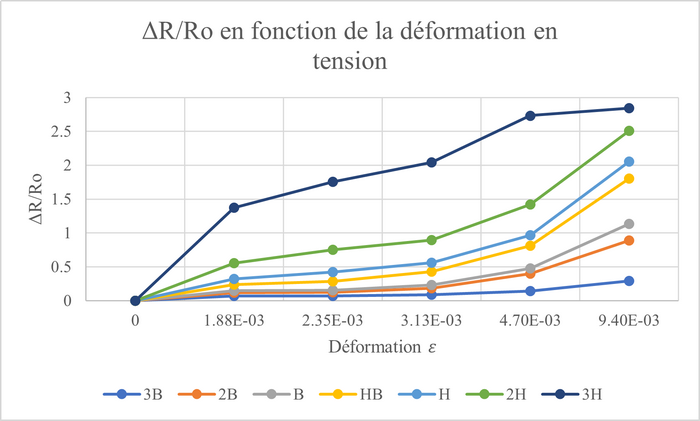 ΔR/Ro en fonction de la déformation en
tension
3
2.5
2
1.5
1
0.5
0
ΔR/Ro
0 1.88E-03 2.35E-03 3.13E-03 4.70E-03 9.40E-03
Déformation ε
3B 2B B HB H 2H 3H